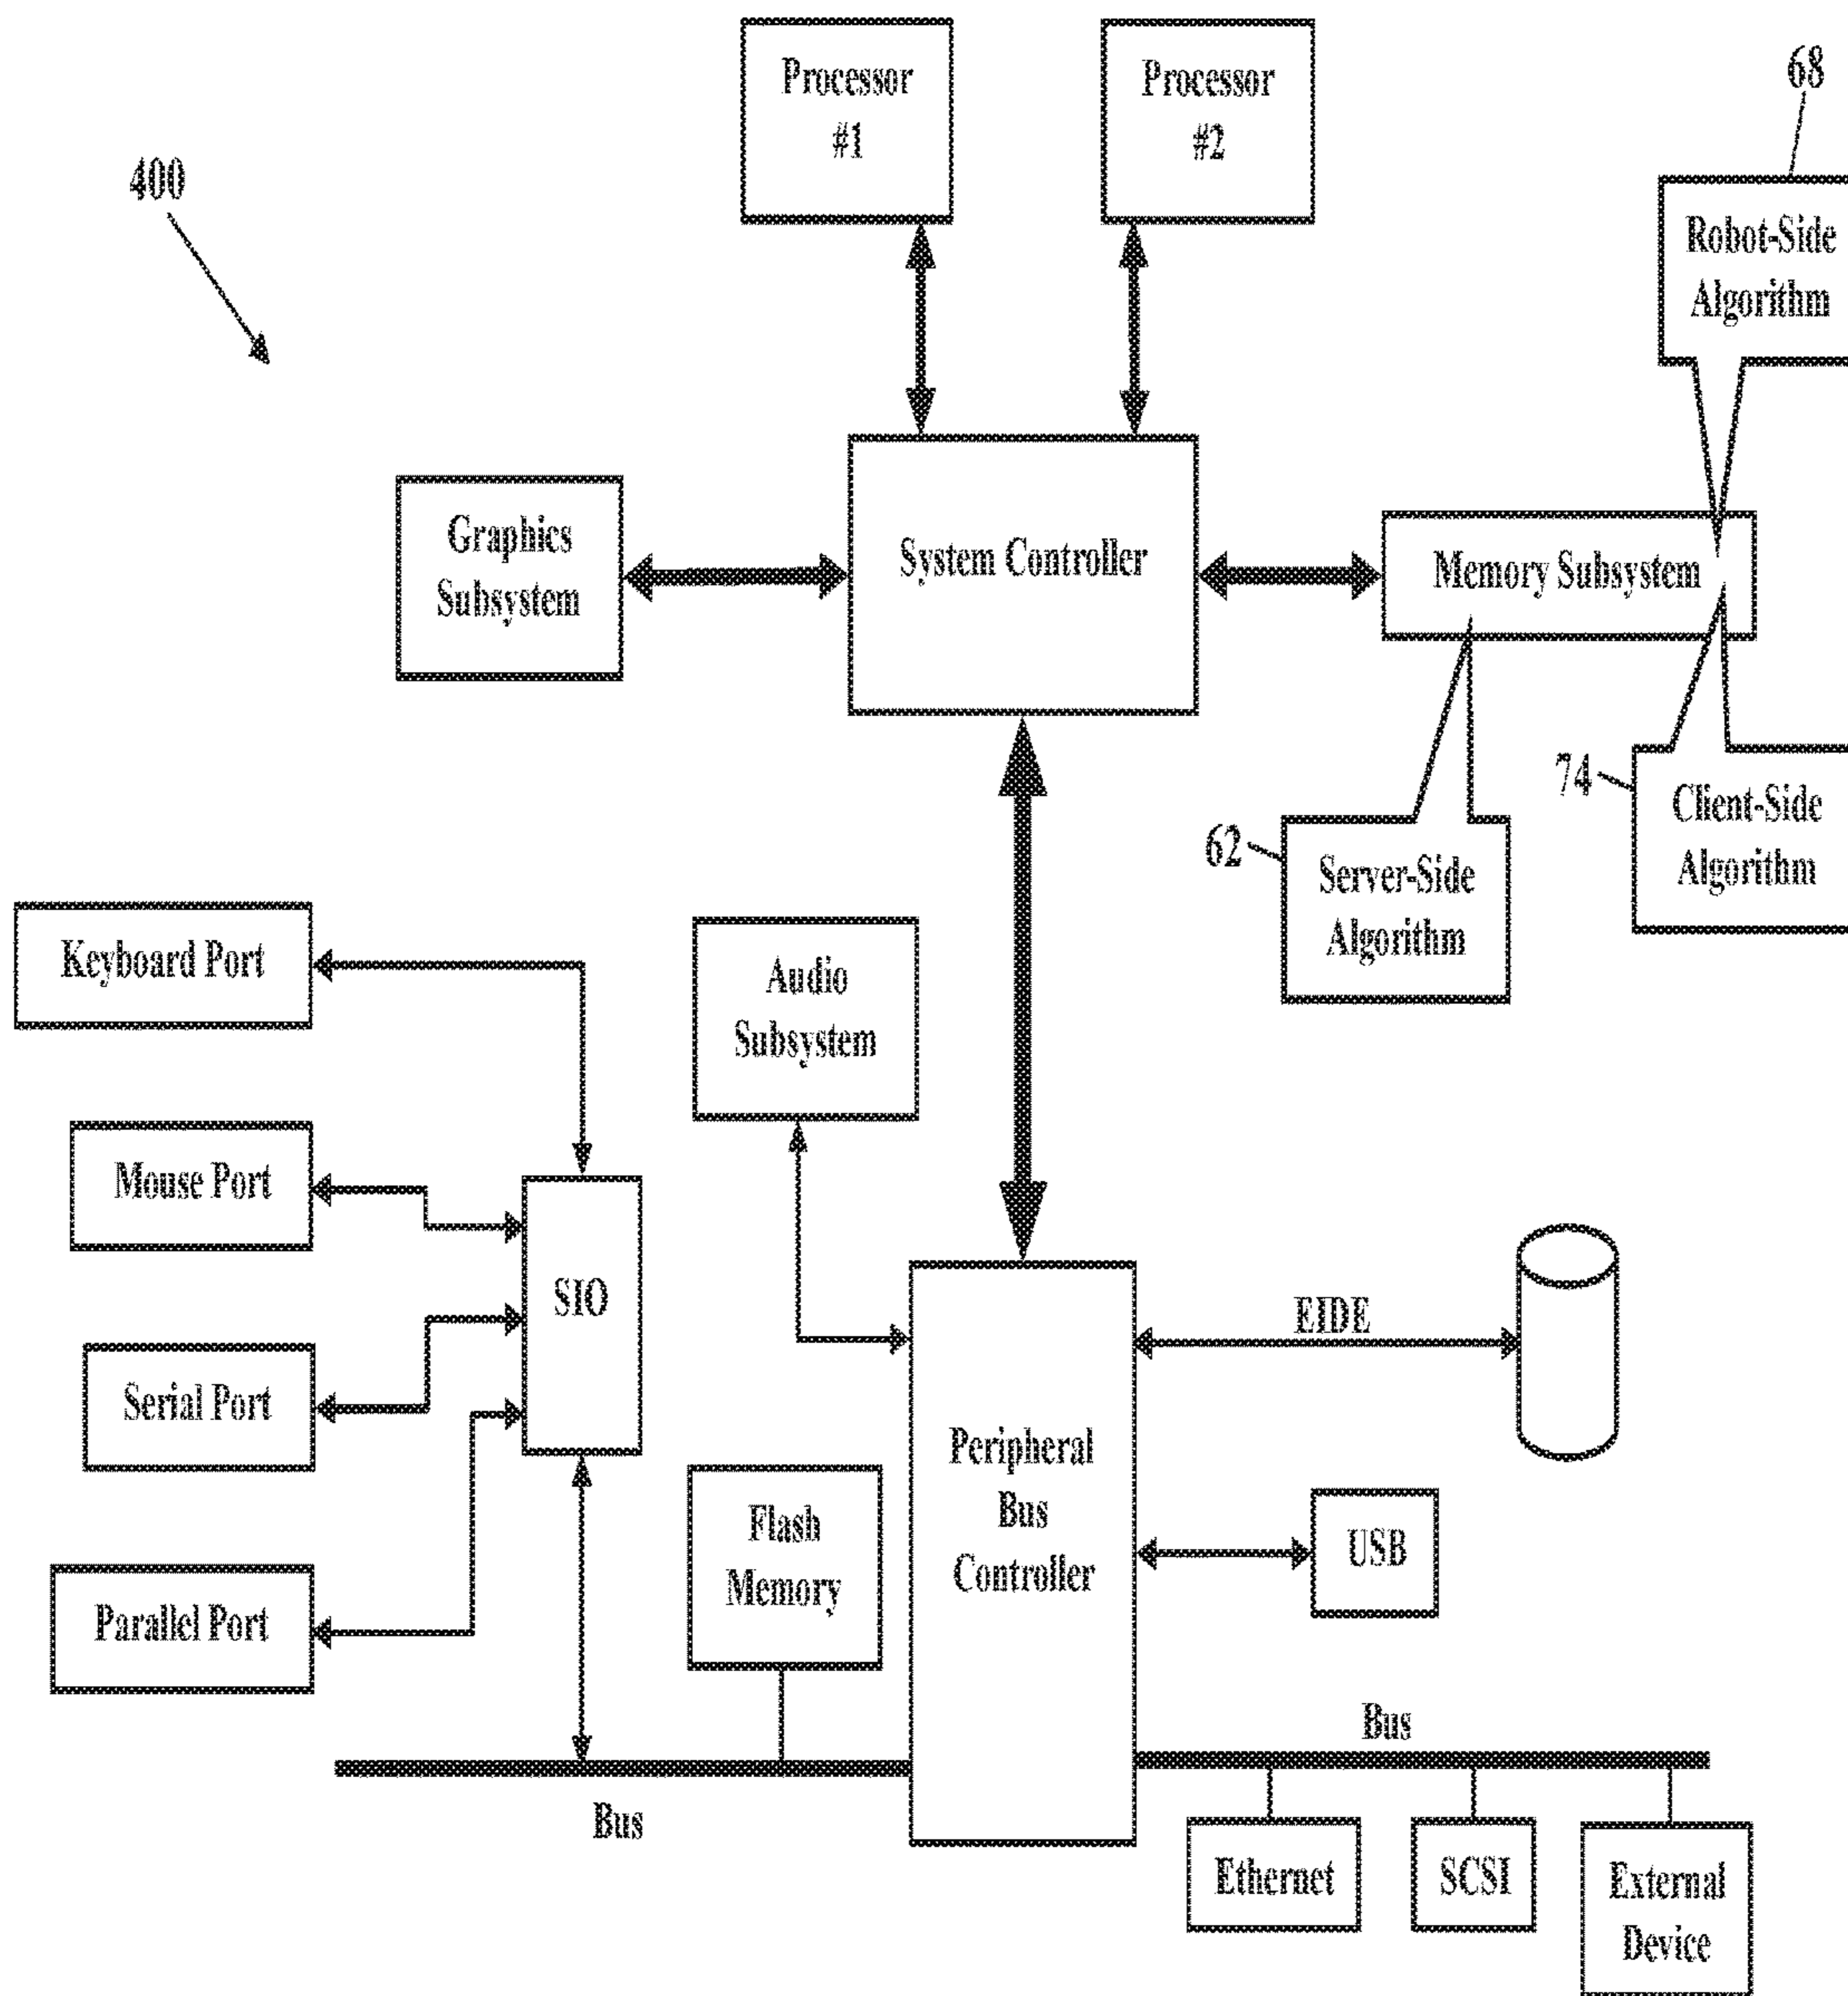 Processor
#1
Processor
#2
68
400
Robot-Side
Algorithm
Graphics
Subsystem
System Controller
Memory Subsystem
74
Client-Side
Algorithm
62
Server-Side
Algorithm
Keyboard Port
Audio
Subsystem
Mouse Port
SIO
EIDE
Serial Port
Peripheral
Bus
Controller
Flash
Memory
USB
Parallel Port
Bus
Bus
Ethernet
SCSI
External
Device